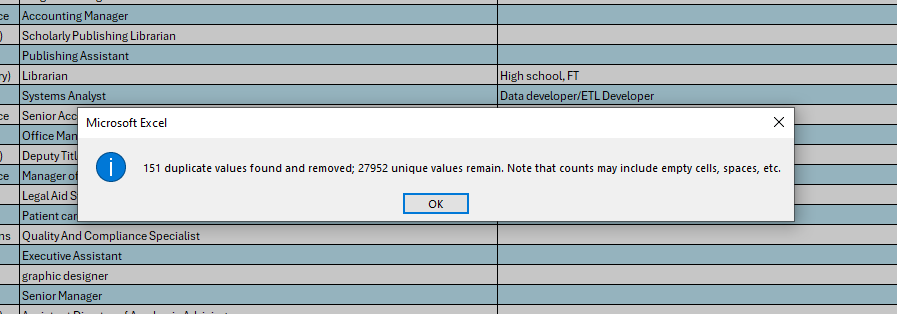 ce Accounting Manager
) Scholarly Publishing Librarian
Publishing Assistant
ry) Librarian High school, FT
Systems Analyst Data developer/ETL Developer
ce Senior Acc
Office Man
) Deputy Titl
ce Manager of
Legal Aid S
Patient car
Microsoft Excel
151 duplicate values found and removed; 27952 unique values remain. Note that counts may include empty cells, spaces, etc.
OK
ns Quality And Compliance Specialist
Executive Assistant
graphic designer
Senior Manager